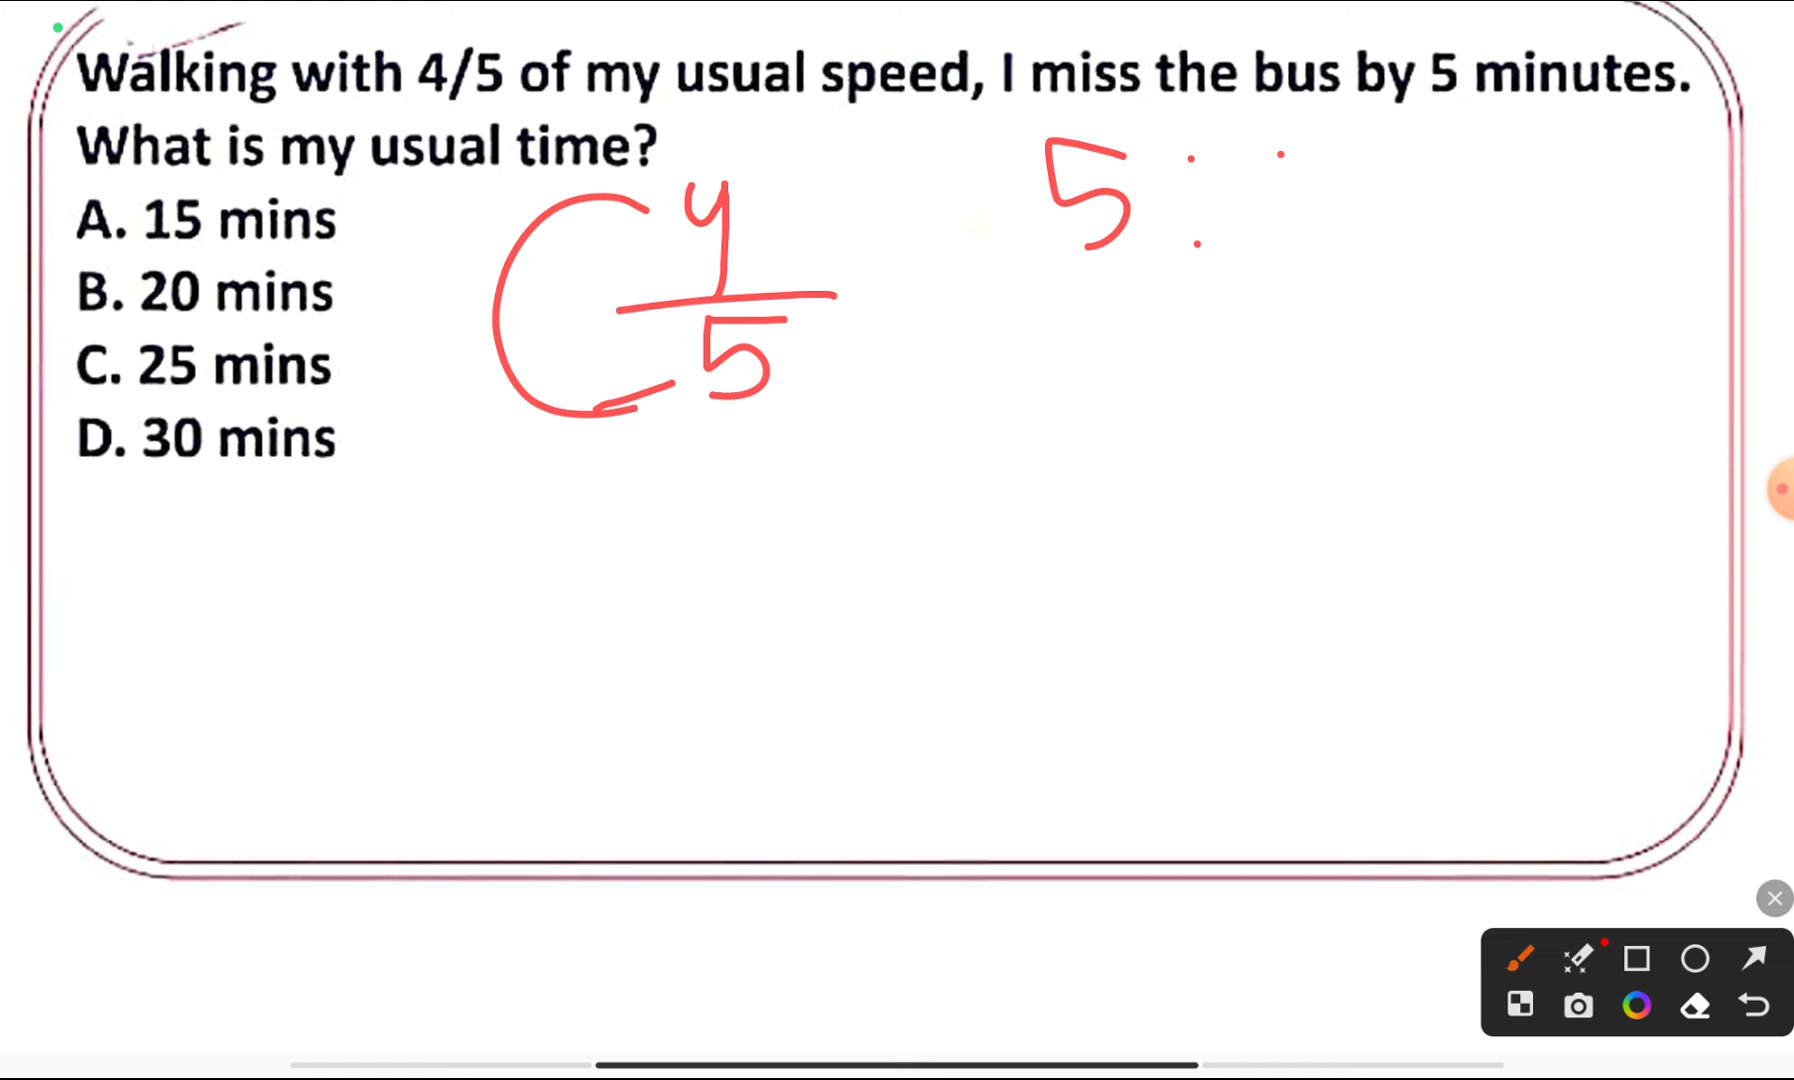 Walking with 4/5 of my usual speed, I miss the bus by 5 minutes.
What is my usual time?
A. 15 mins
B. 20 mins
C. 25 mins
D. 30 mins
4
5
5 :